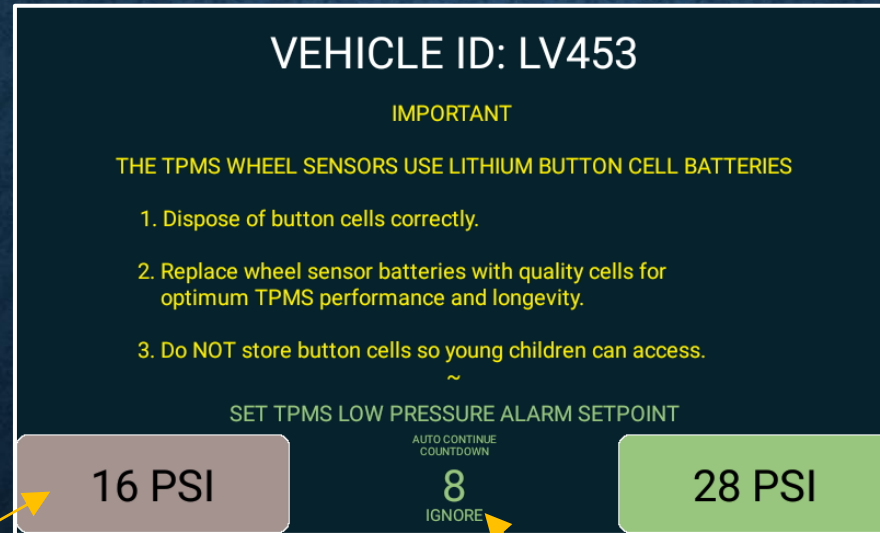 VEHICLE ID: LV453
IMPORTANT
THE TPMS WHEEL SENSORS USE LITHIUM BUTTON CELL BATTERIES
1. Dispose of button cells correctly.
2. Replace wheel sensor batteries with quality cells for
optimum TPMS performance and longevity.
3. Do NOT store button cells so young children can access.
~
SET TPMS LOW PRESSURE ALARM SETPOINT
16 PSI
AUTO CONTINUE
COUNTDOWN
8
IGNORE
28 PSI